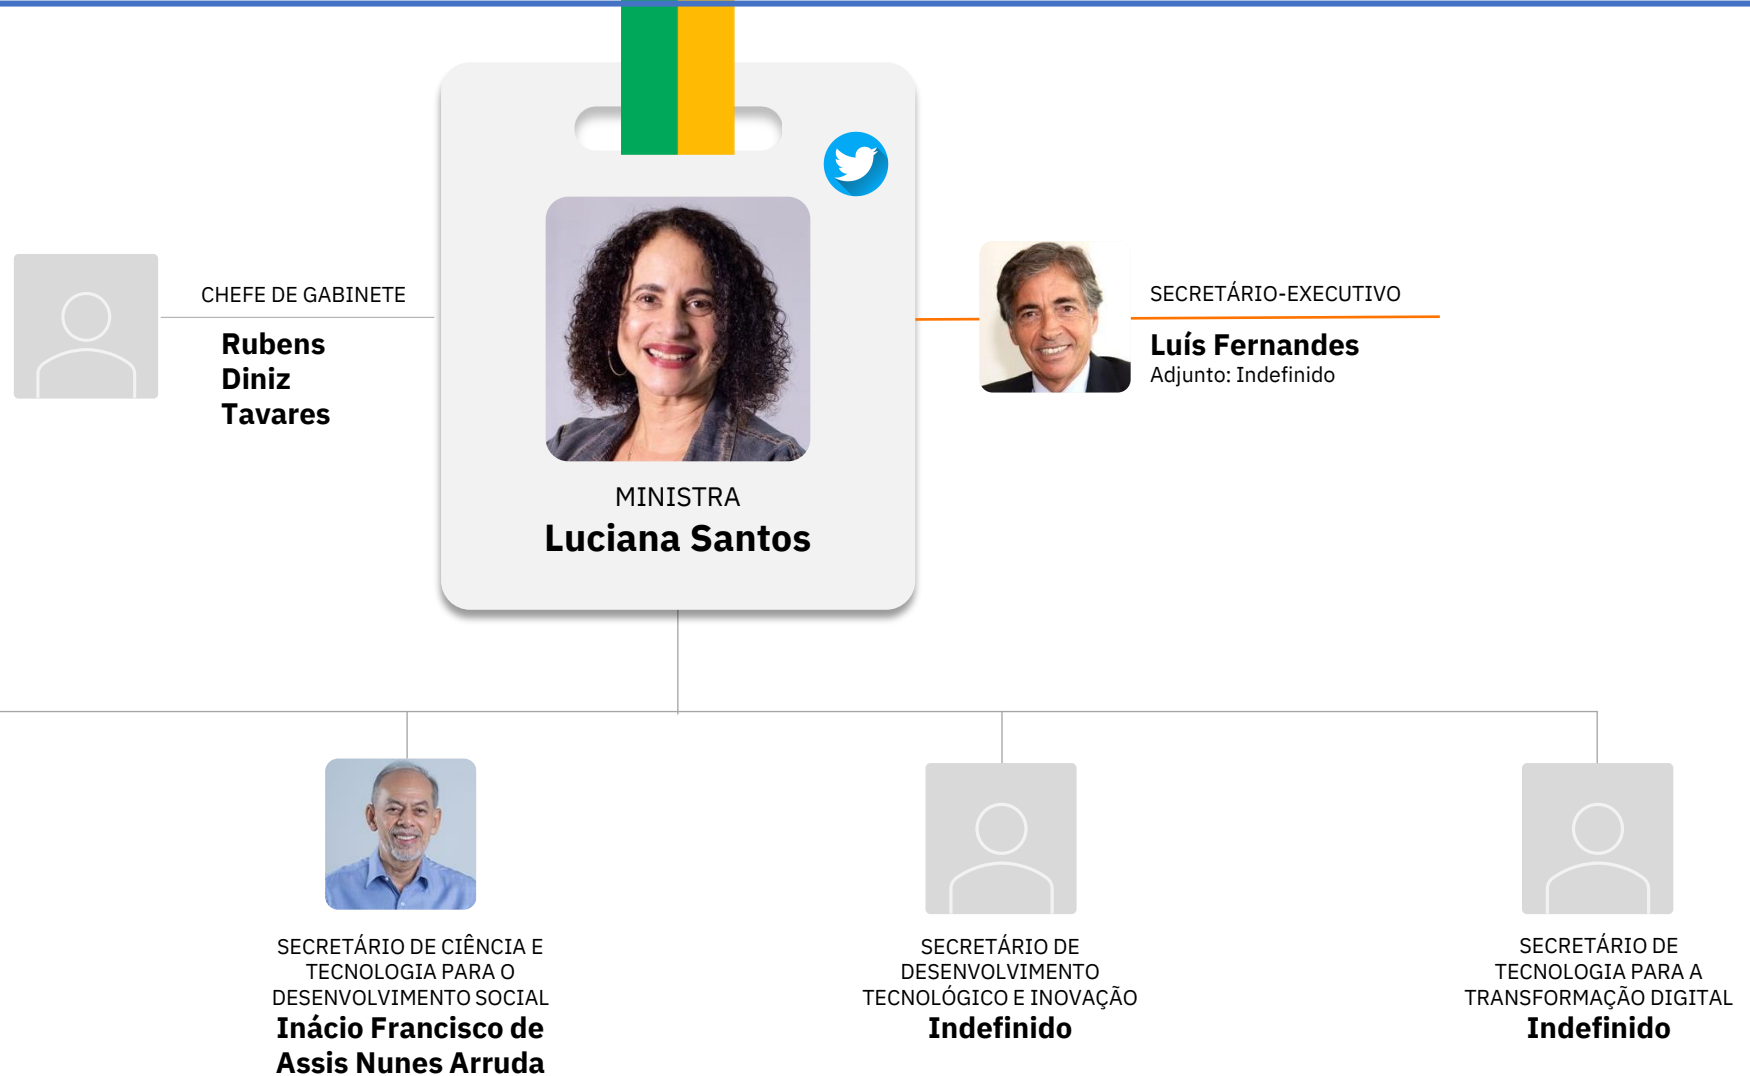 CHEFE DE GABINETE
Rubens
Diniz
Tavares
MINISTRA
Luciana Santos
SECRETÁRIO-EXECUTIVO
Luís Fernandes
Adjunto: Indefinido
SECRETÁRIO DE CIÊNCIA E
TECNOLOGIA PARA O
DESENVOLVIMENTO SOCIAL
Inácio Francisco de
Assis Nunes Arruda
SECRETÁRIO DE
DESENVOLVIMENTO
TECNOLÓGICO E INOVAÇÃO
Indefinido
SECRETÁRIO DE
TECNOLOGIA PARA A
TRANSFORMAÇÃO DIGITAL
Indefinido